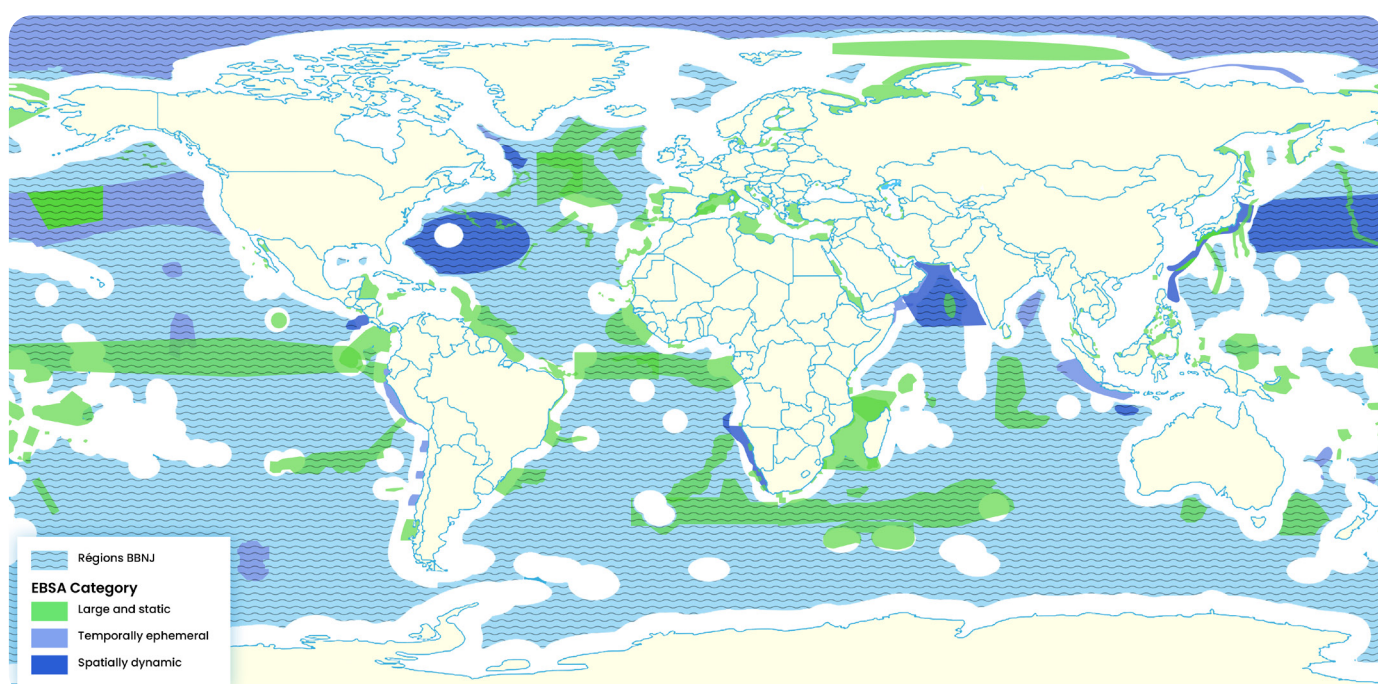 Régions BBNJ
EBSA Category
Large and static
Temporally ephemeral
Spatially dynamic